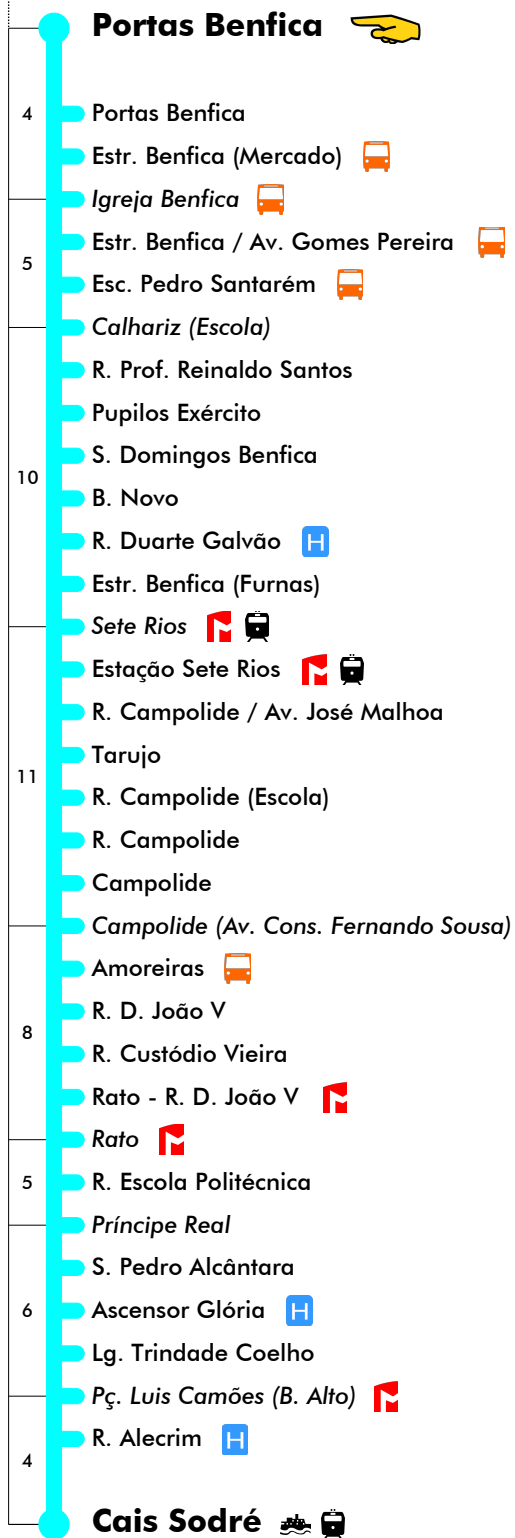 Portas Benfica
4
Portas Benfica
Estr. Benfica (Mercado)
Igreja Benfica
5
Estr. Benfica / Av. Gomes Pereira
Esc. Pedro Santarém
Calhariz (Escola)
R. Prof. Reinaldo Santos
Pupilos Exército
S. Domingos Benfica
10
B. Novo
R. Duarte Galvão H
Estr. Benfica (Furnas)
Sete Rios
Estação Sete Rios
R. Campolide / Av. José Malhoa
Tarujo
11
R. Campolide (Escola)
R. Campolide
Campolide
Campolide (Av. Cons. Fernando Sousa)
Amoreiras
R. D. João V
8
R. Custódio Vieira
Rato - R. D. João V
Rato
5
R. Escola Politécnica
Príncipe Real
S. Pedro Alcântara
6
Ascensor Glória H
Lg. Trindade Coelho
Pç. Luis Camões (B. Alto)
R. Alecrim H
4
Cais Sodré